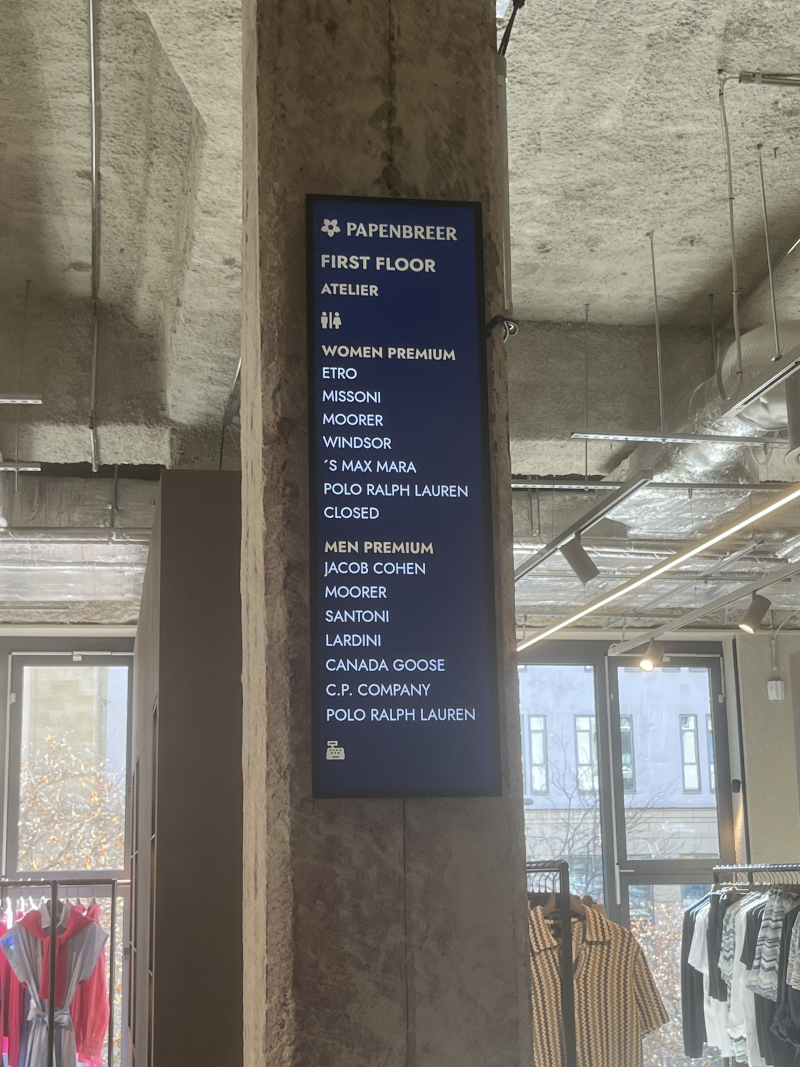 PAPENBREER
FIRST FLOOR
ATELIER
WOMEN PREMIUM
ETRO
MISSONI
MOORER
WINDSOR
´S MAX MARA
POLO RALPH LAUREN
CLOSED
MEN PREMIUM
JACOB COHEN
MOORER
SANTONI
LARDINI
CANADA GOOSE
C.P. COMPANY
POLO RALPH LAUREN